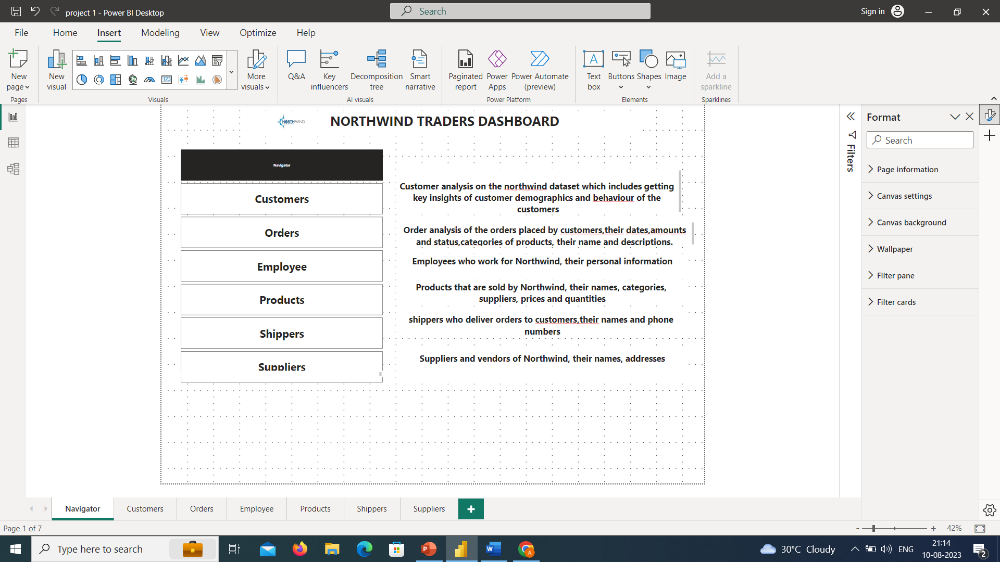 project 1 - Power BI Desktop
Search
Sign in
File Home Insert Modeling View Optimize Help
New page
New visual
More visuals
Q&A
Key influencers
Decomposition tree
Smart narrative
Paginated report
Power Apps
Power Automate (preview)
Text box
Buttons
Shapes
Image
Add a sparkline
Pages
Visuals
AI visuals
Power Platform
Elements
Sparklines
NORTHWIND
NORTHWIND TRADERS DASHBOARD
Navigator
Customers
Customer analysis on the northwind dataset which includes getting
key insights of customer demographics and behaviour of the
customers
Orders
Order analysis of the orders placed by customers,their dates,amounts
and status,categories of products, their name and descriptions.
Employee
Employees who work for Northwind, their personal information
Products
Products that are sold by Northwind, their names, categories,
suppliers, prices and quantities
Shippers
shippers who deliver orders to customers,their names and phone
numbers
Suppliers
Suppliers and vendors of Northwind, their names, addresses
Filters
Format
Search
Page information
Canvas settings
Canvas background
Wallpaper
Filter pane
Filter cards
Navigator Customers Orders Employee Products Shippers Suppliers
Page 1 of 7
- + 42%
Type here to search
30°C Cloudy
ENG
21:14
10-08-2023
2